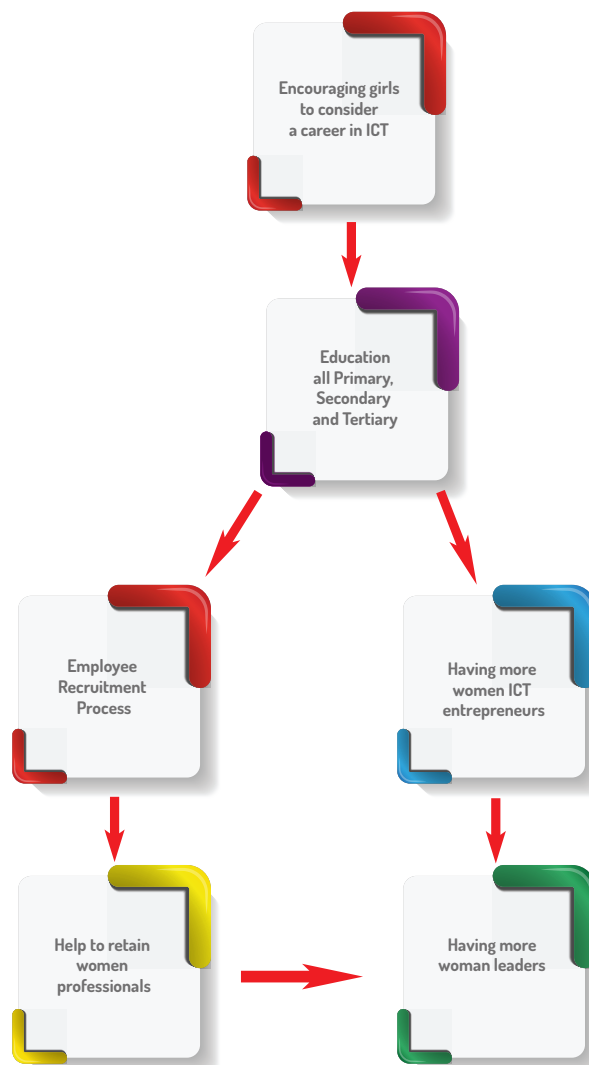 Encouraging girls
to consider
a career in ICT
Education
all Primary,
Secondary
and Tertiary
Employee
Recruitment
Process
Having more
women ICT
entrepreneurs
Help to retain
women
professionals
Having more
woman leaders